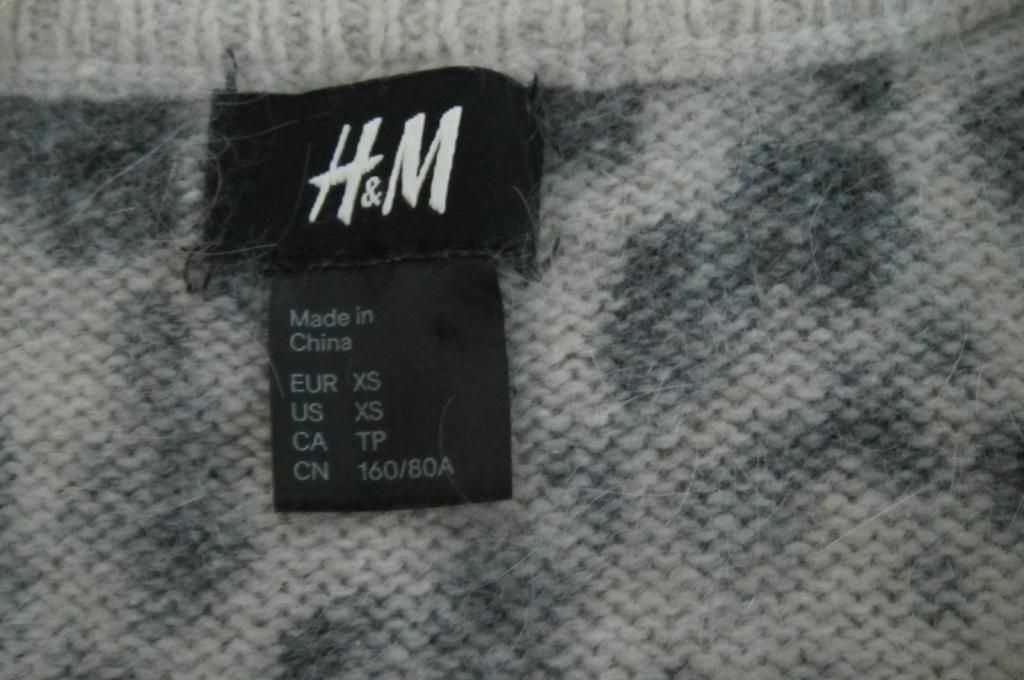 H&M
Made in
China
EUR XS
US XS
CA TP
CN 160/80A